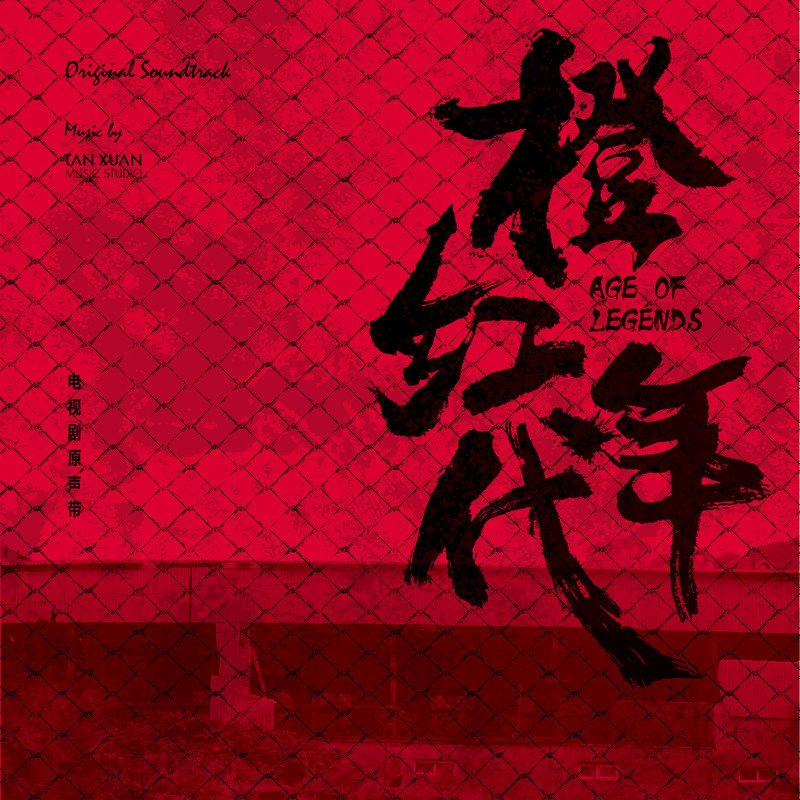 Original Soundtrack
Music by
TAN XUAN
MUSIC STUDIO
橙红年代
AGE OF
LEGENDS
电视剧原声带